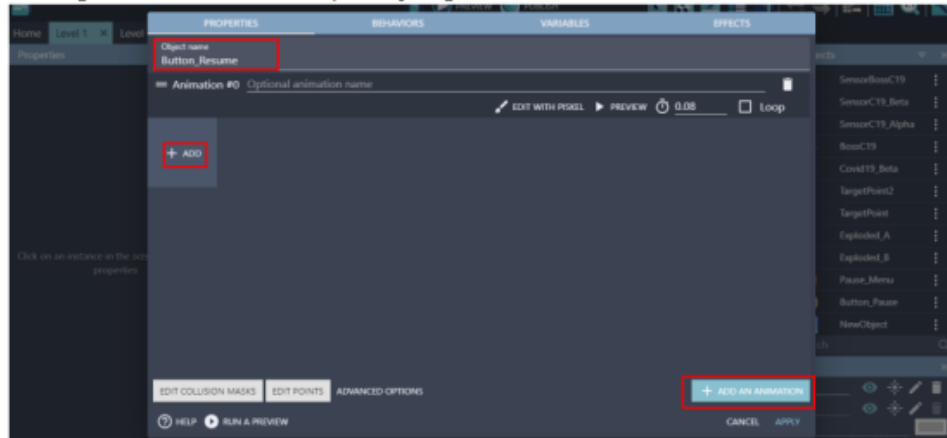 PREVIEW PUBLISH
PROPERTIES BEHAVIORS VARIABLES EFFECTS
Home Level 1 × Level
Properties
Object name
Button_Resume
Animation #0 Optional animation name
EDIT WITH PISKEL PREVIEW 0.08 Loop
+ ADD
SensorBossC19
SensorC19_Beta
SensorC19_Alpha
BossC19
Covid19_Beta
TargetPoint2
TargetPoint
Exploded_A
Exploded_B
Pause_Menu
Button_Pause
NewObject
Click on an instance in the
properties
EDIT COLLISION MASKS EDIT POINTS ADVANCED OPTIONS + ADD AN ANIMATION
HELP RUN A PREVIEW CANCEL APPLY